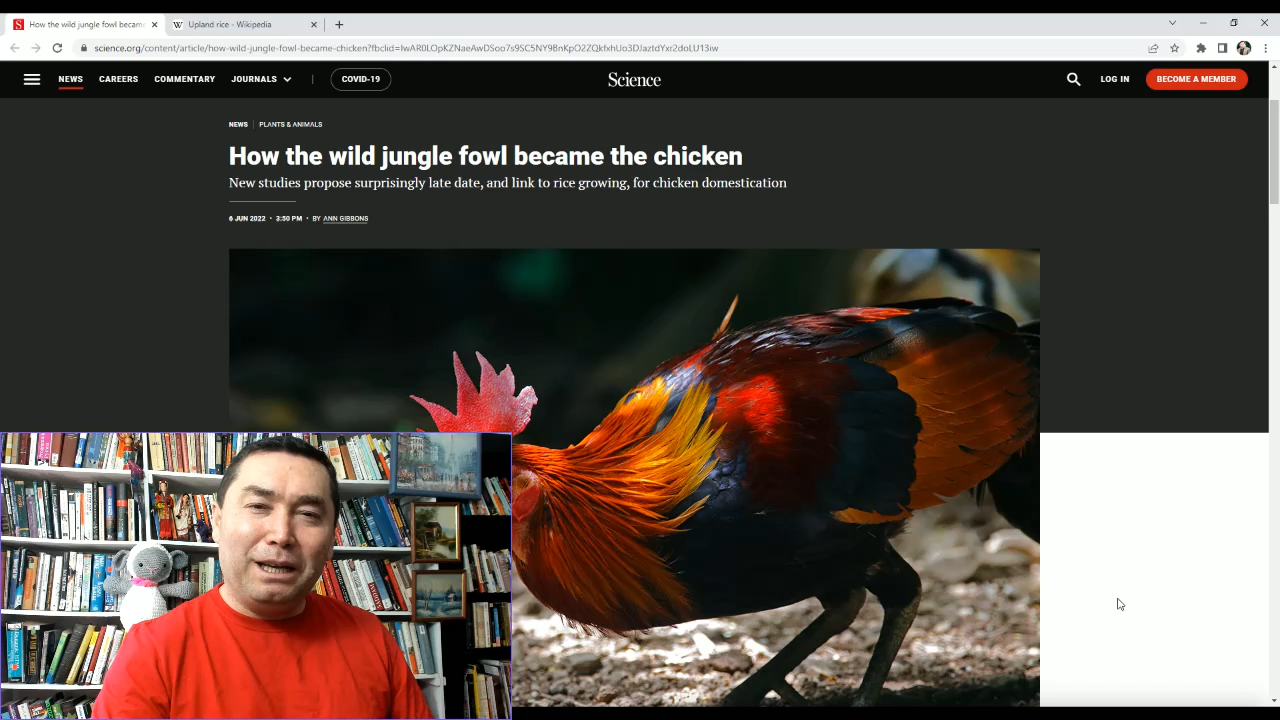 How the wild jungle fowl becam
Upland rice - Wikipedia
science.org/content/article/how-wild-jungle-fowl-became-chicken?fbclid=IwAR0LOpKZNaeAwDSoo7s9SC5NY9BnKpO2ZQkfxhUo3DJaztdYxr2doLU13iw
NEWS CAREERS COMMENTARY JOURNALS COVID-19 Science LOG IN BECOME A MEMBER
NEWS PLANTS & ANIMALS
How the wild jungle fowl became the chicken
New studies propose surprisingly late date, and link to rice growing, for chicken domestication
6 JUN 2022 • 3:50 PM • BY ANN GIBBONS